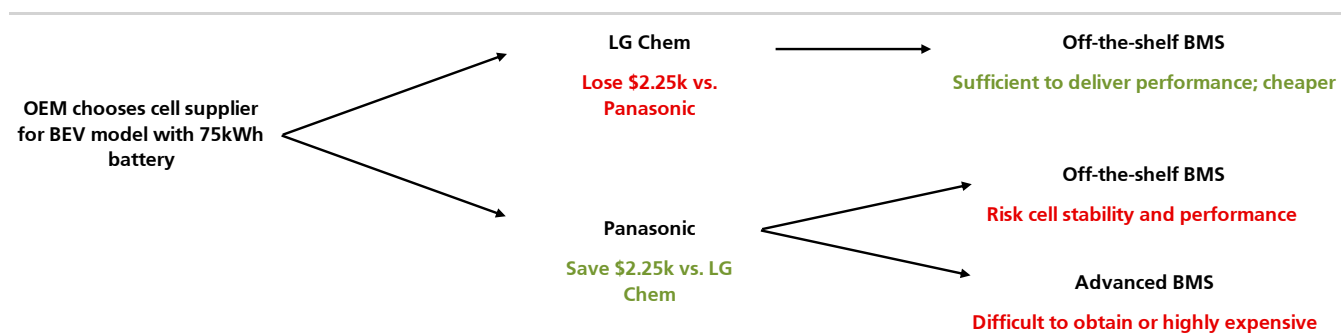 OEM chooses cell supplier
for BEV model with 75kWh
battery
LG Chem
Lose $2.25k vs.
Panasonic
Off-the-shelf BMS
Sufficient to deliver performance; cheaper
Panasonic
Save $2.25k vs. LG
Chem
Off-the-shelf BMS
Risk cell stability and performance
Advanced BMS
Difficult to obtain or highly expensive